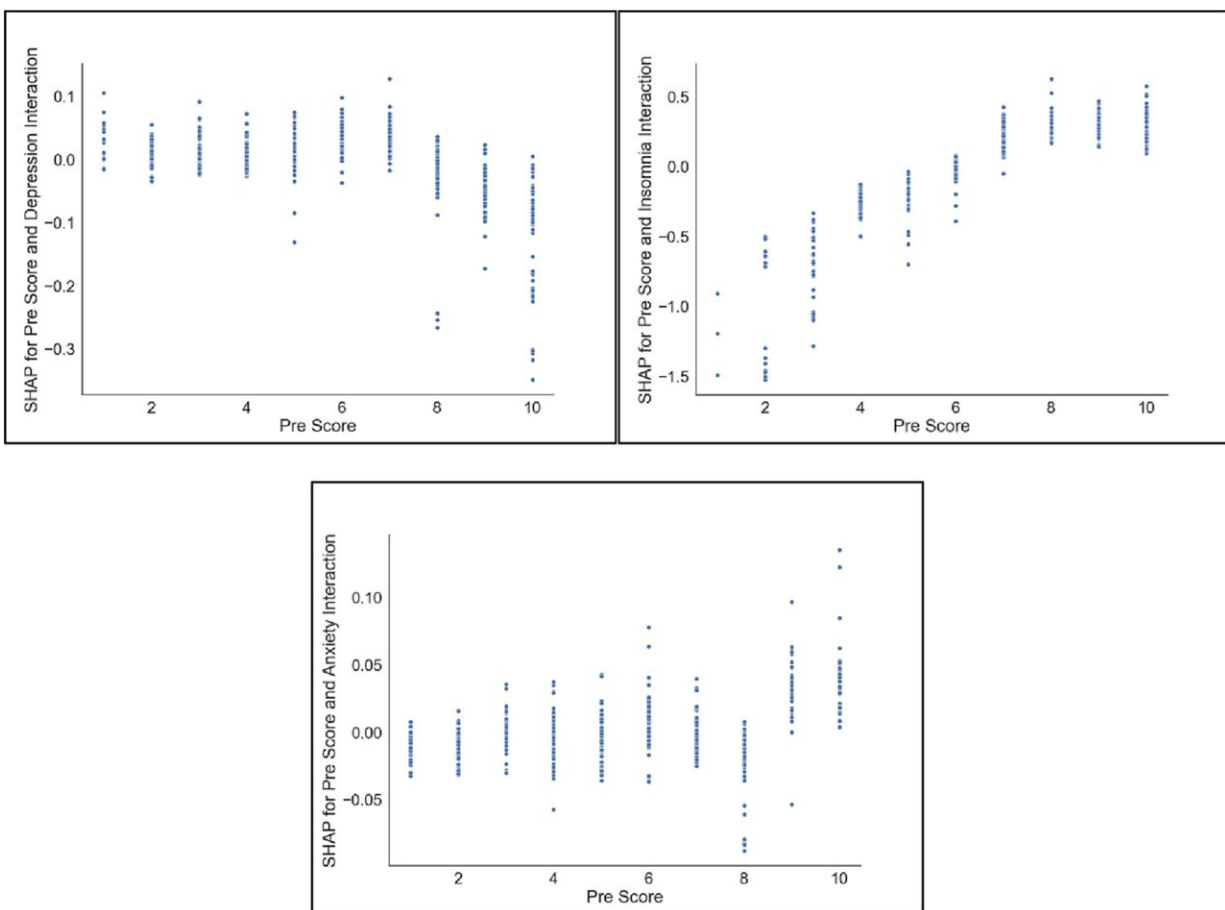 SHAP for Pre Score and Depression Interaction
0.1
0.0
−0.1
−0.2
−0.3
2 4 6 8 10
Pre Score
SHAP for Pre Score and Insomnia Interaction
0.5
0.0
−0.5
−1.0
−1.5
2 4 6 8 10
Pre Score
SHAP for Pre Score and Anxiety Interaction
0.10
0.05
0.00
−0.05
2 4 6 8 10
Pre Score